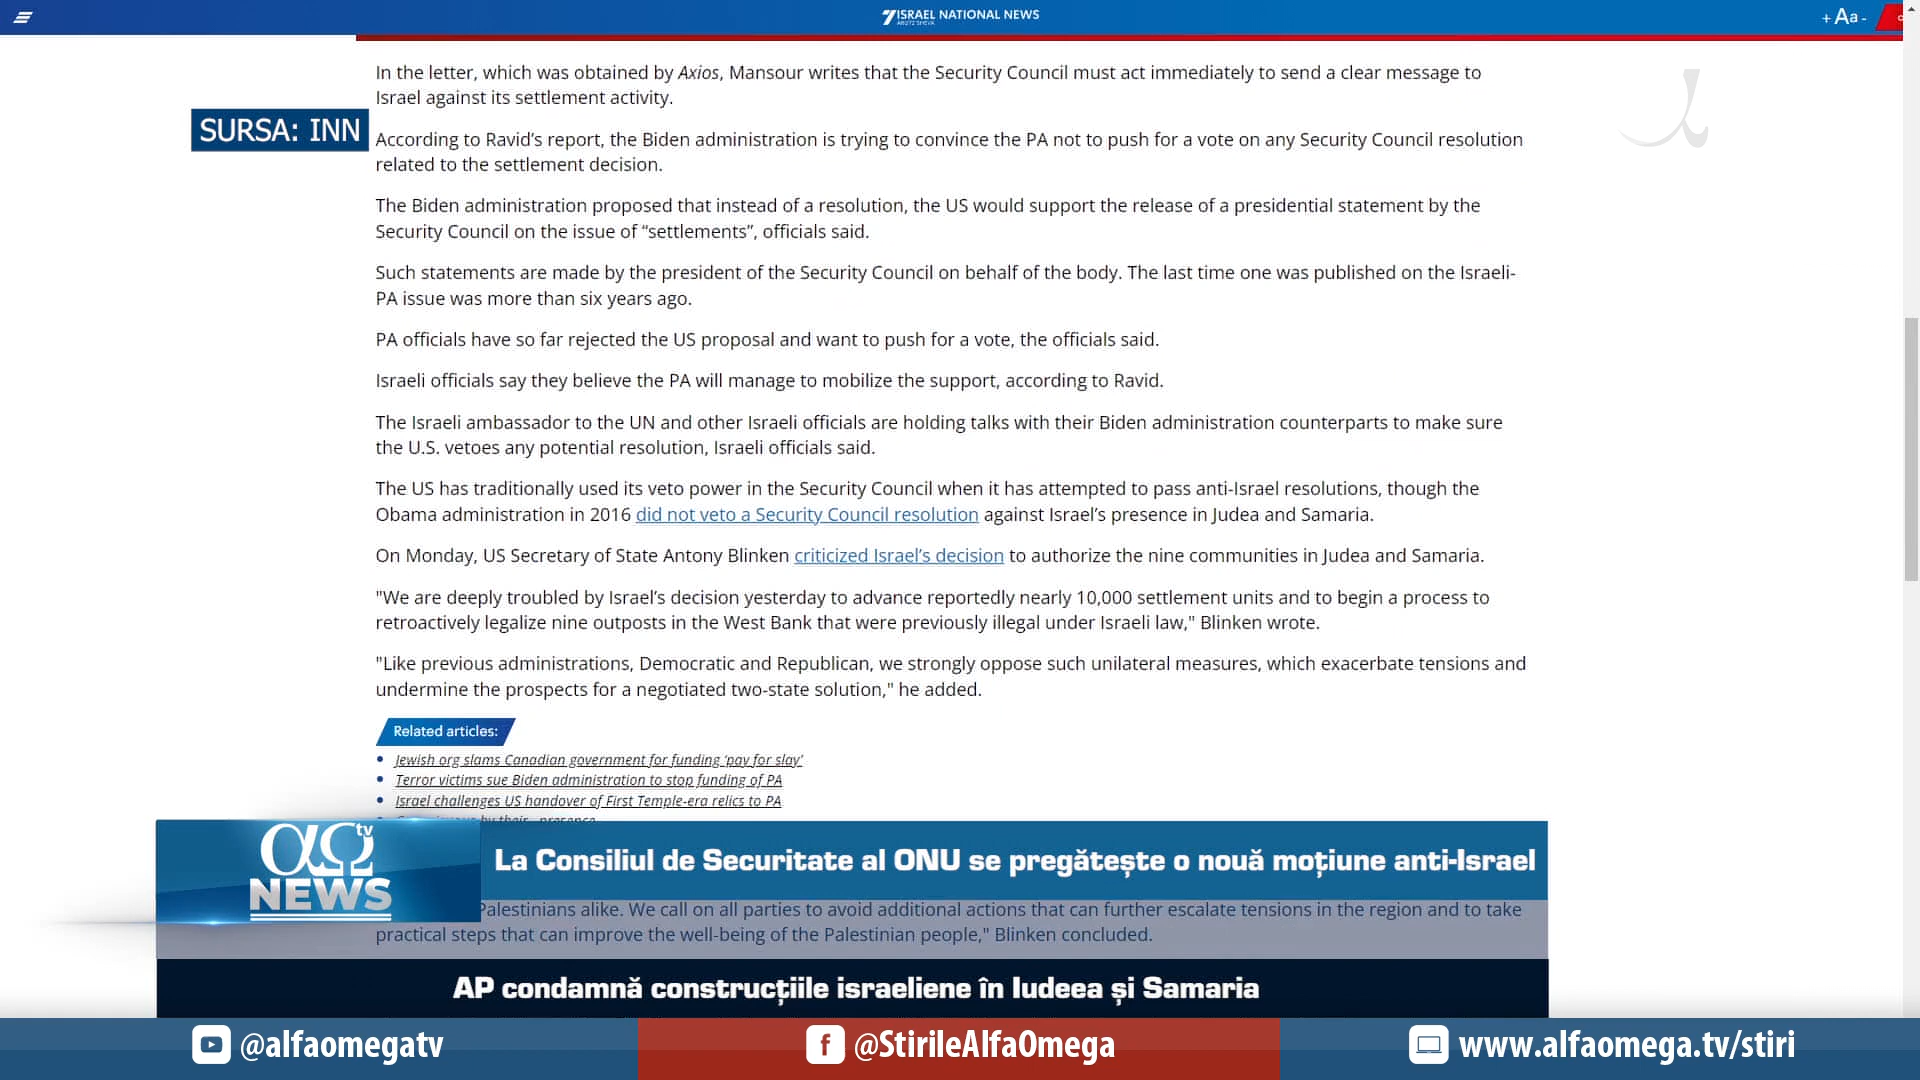 ISRAEL NATIONAL NEWS
ARUTZ SHEVA
+ Aa -
In the letter, which was obtained by Axios, Mansour writes that the Security Council must act immediately to send a clear message to
Israel against its settlement activity.
SURSA: INN
According to Ravid's report, the Biden administration is trying to convince the PA not to push for a vote on any Security Council resolution
related to the settlement decision.
The Biden administration proposed that instead of a resolution, the US would support the release of a presidential statement by the
Security Council on the issue of “settlements”, officials said.
Such statements are made by the president of the Security Council on behalf of the body. The last time one was published on the Israeli-
PA issue was more than six years ago.
PA officials have so far rejected the US proposal and want to push for a vote, the officials said.
Israeli officials say they believe the PA will manage to mobilize the support, according to Ravid.
The Israeli ambassador to the UN and other Israeli officials are holding talks with their Biden administration counterparts to make sure
the U.S. vetoes any potential resolution, Israeli officials said.
The US has traditionally used its veto power in the Security Council when it has attempted to pass anti-Israel resolutions, though the
Obama administration in 2016 did not veto a Security Council resolution against Israel’s presence in Judea and Samaria.
On Monday, US Secretary of State Antony Blinken criticized Israel’s decision to authorize the nine communities in Judea and Samaria.
"We are deeply troubled by Israel’s decision yesterday to advance reportedly nearly 10,000 settlement units and to begin a process to
retroactively legalize nine outposts in the West Bank that were previously illegal under Israeli law," Blinken wrote.
"Like previous administrations, Democratic and Republican, we strongly oppose such unilateral measures, which exacerbate tensions and
undermine the prospects for a negotiated two-state solution," he added.
Related articles:
Jewish org slams Canadian government for funding ‘pay for slay’
Terror victims sue Biden administration to stop funding of PA
Israel challenges US handover of First Temple-era relics to PA
by their presence
αΩ tv
NEWS
La Consiliul de Securitate al ONU se pregătește o nouă moțiune anti-Israel
Palestinians alike. We call on all parties to avoid additional actions that can further escalate tensions in the region and to take
practical steps that can improve the well-being of the Palestinian people," Blinken concluded.
AP condamnă construcțiile israeliene în Iudeea și Samaria
@alfaomegatv
@StirileAlfaOmega
www.alfaomega.tv/stiri